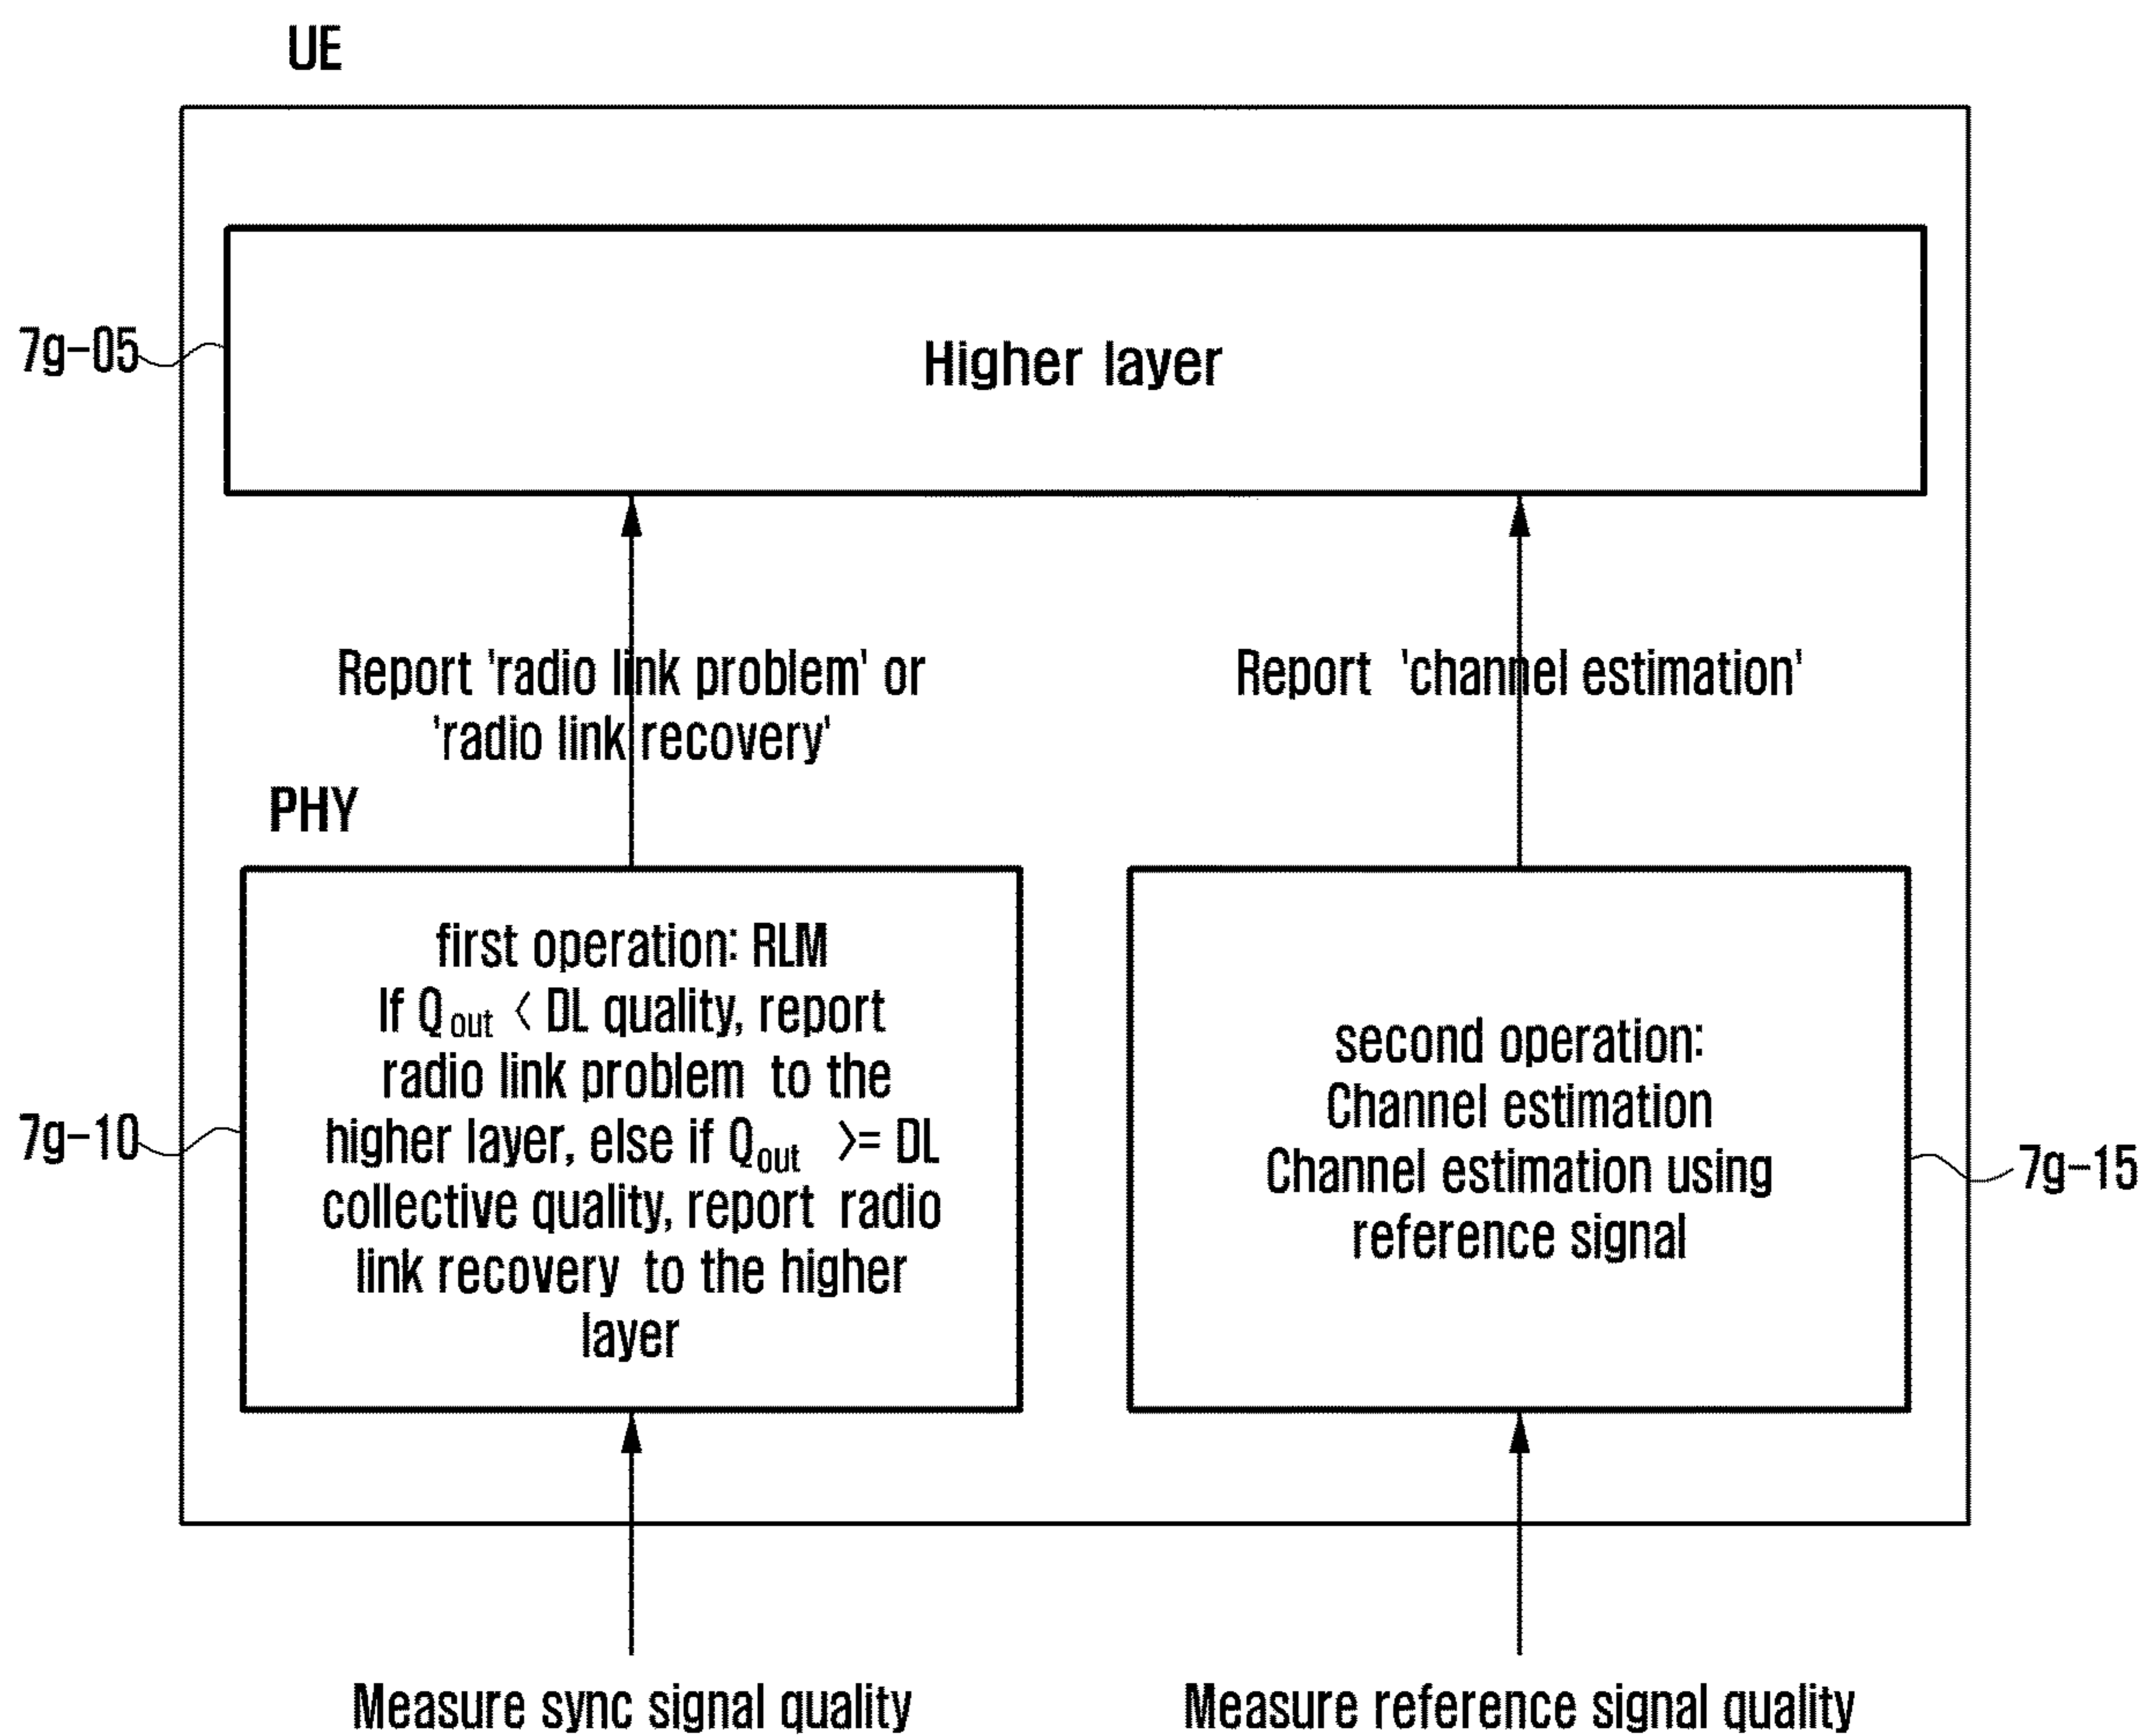 UE
7g-05
Higher layer
Report 'radio link problem' or
'radio link recovery'
Report 'channel estimation'
PHY
first operation: RLM
If Qout < DL quality, report
radio link problem to the
higher layer, else if Qout >= DL
collective quality, report radio
link recovery to the higher
layer
7g-10
second operation:
Channel estimation
Channel estimation using
reference signal
7g-15
Measure sync signal quality
Measure reference signal quality